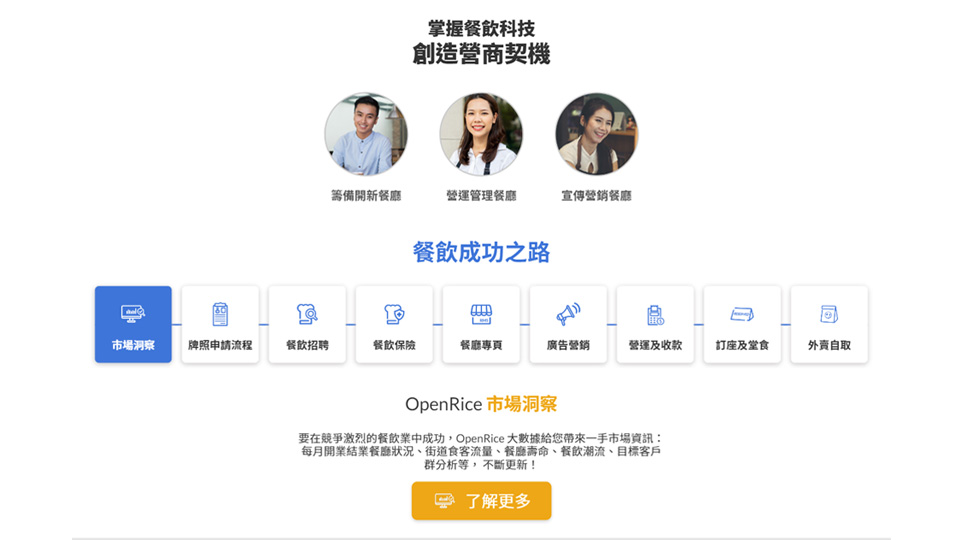 掌握餐飲科技
創造營商契機
籌備開新餐廳
營運管理餐廳
宣傳營銷餐廳
餐飲成功之路
市場洞察
牌照申請流程
餐飲招聘
餐飲保險
餐廳專頁
廣告營銷
營運及收款
訂座及堂食
外賣自取
OpenRice 市場洞察
要在競爭激烈的餐飲業中成功，OpenRice 大數據給您帶來一手市場資訊：
每月開業結業餐廳狀況、街道食客流量、餐廳壽命、餐飲潮流、目標客戶
群分析等， 不斷更新！
了解更多